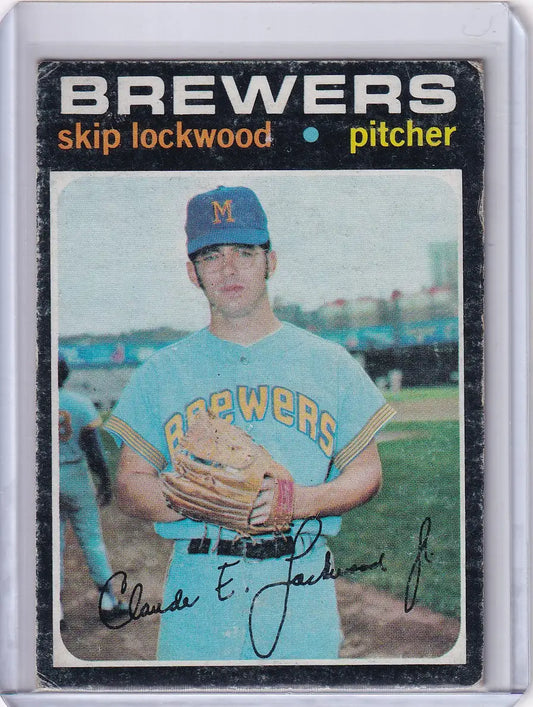 BREWERS
skip lockwood • pitcher
M
BREWERS
Claude E. Lockwood Jr.